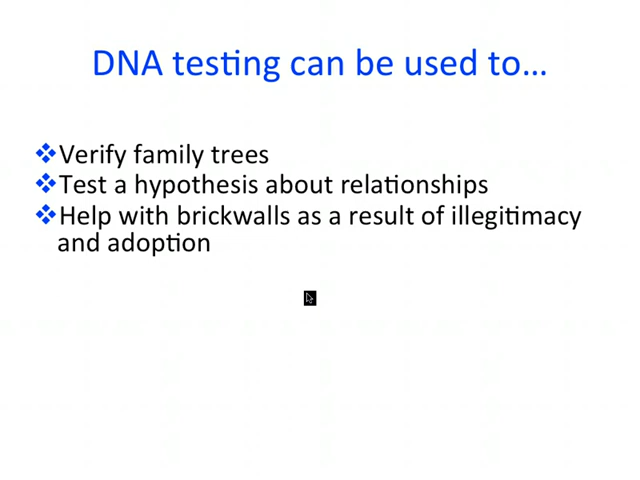 DNA testing can be used to…
❖Verify family trees
❖Test a hypothesis about relationships
❖Help with brickwalls as a result of illegitimacy
and adoption